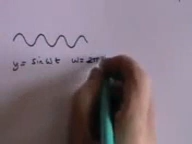 y = sin ωt ω = 2π